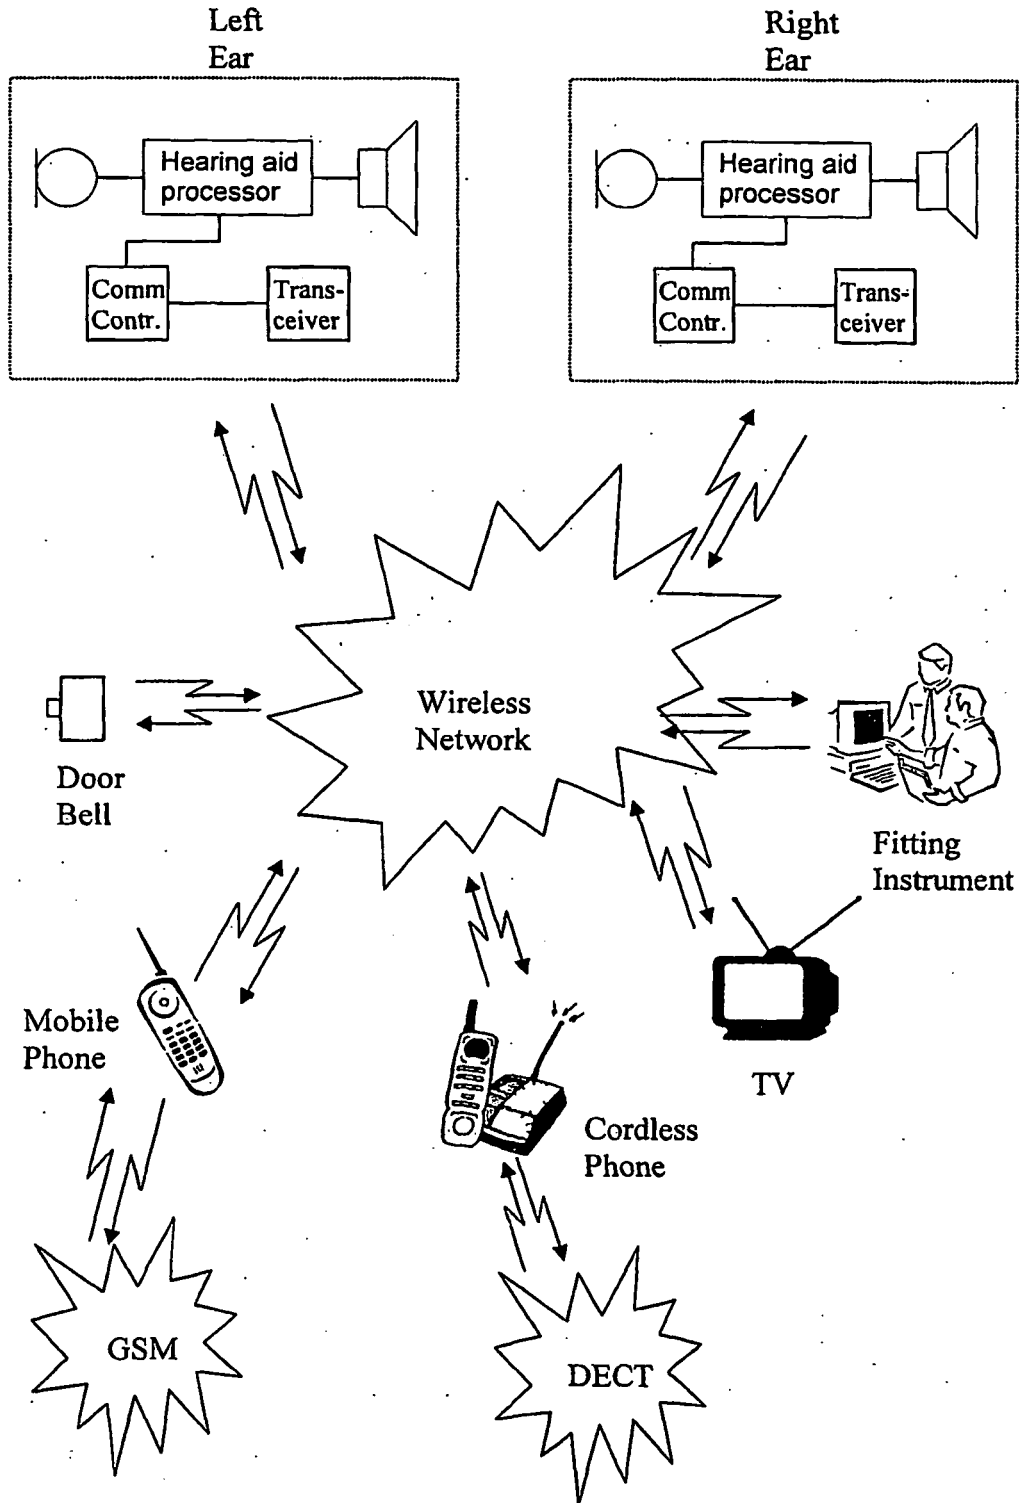 Left
Ear
Right
Ear
Hearing aid
processor
Comm
Contr.
Trans-
ceiver
Hearing aid
processor
Comm
Contr.
Trans-
ceiver
Wireless
Network
Door
Bell
Fitting
Instrument
Mobile
Phone
TV
Cordless
Phone
GSM
DECT